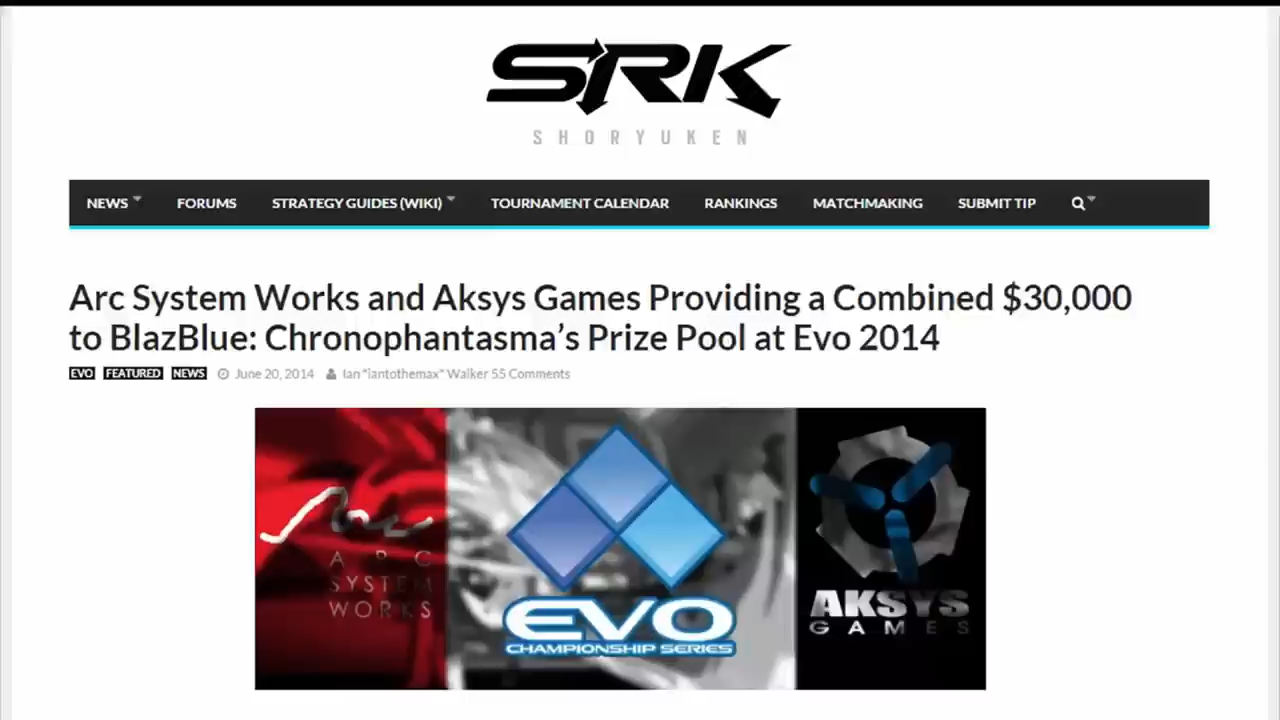 SRK
SHORYUKEN
NEWS FORUMS STRATEGY GUIDES (WIKI) TOURNAMENT CALENDAR RANKINGS MATCHMAKING SUBMIT TIP
Arc System Works and Aksys Games Providing a Combined $30,000
to BlazBlue: Chronophantasma’s Prize Pool at Evo 2014
EVO FEATURED NEWS June 20, 2014 Ian "iantothemax" Walker 55 Comments
ARC
SYSTEM
WORKS
EVO
CHAMPIONSHIP SERIES
AKSYS
GAMES